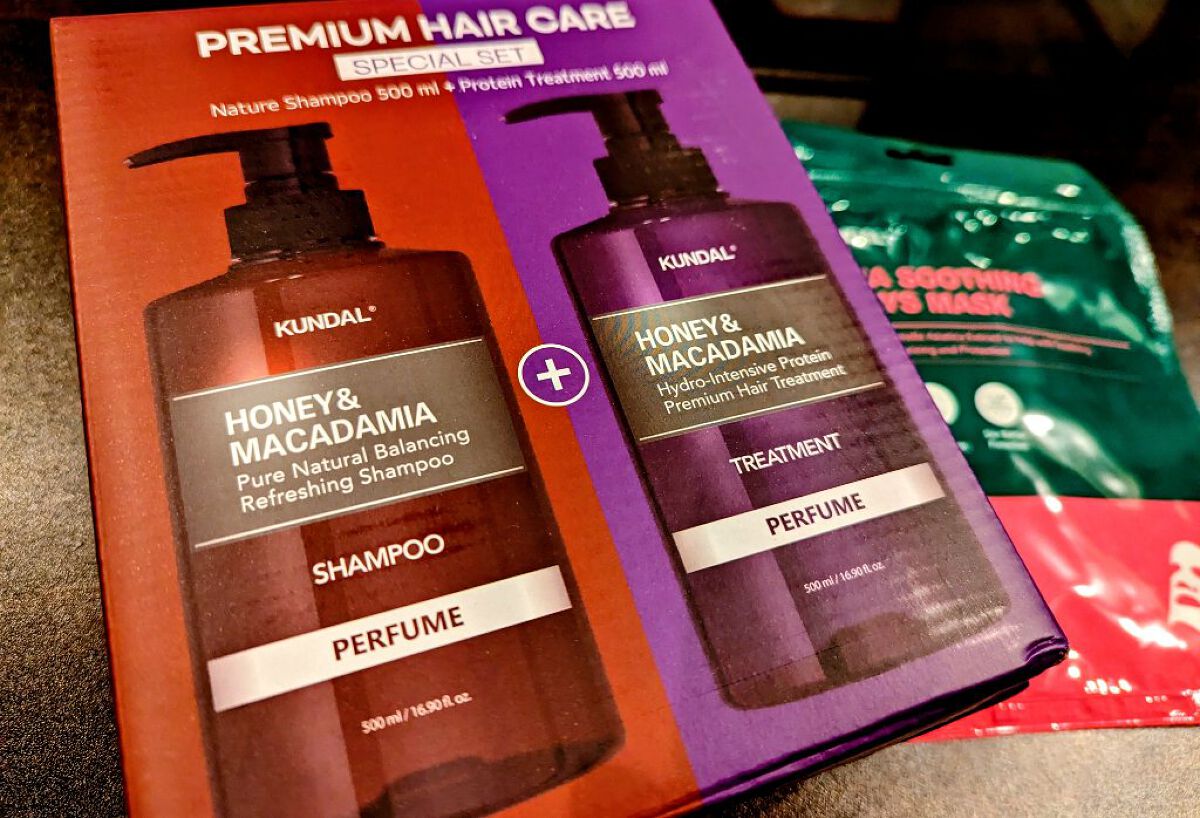 PREMIUM HAIR CARE
SPECIAL SET
Nature Shampoo 500 ml + Protein Treatment 500 ml
KUNDAL®
HONEY&
MACADAMIA
Pure Natural Balancing
Refreshing Shampoo
SHAMPOO
PERFUME
500 ml / 16.90 fl. oz.
+
KUNDAL®
HONEY&
MACADAMIA
Hydro-Intensive Protein
Premium Hair Treatment
TREATMENT
PERFUME
500 ml / 16.90 fl. oz.
SOOTHING
MASK